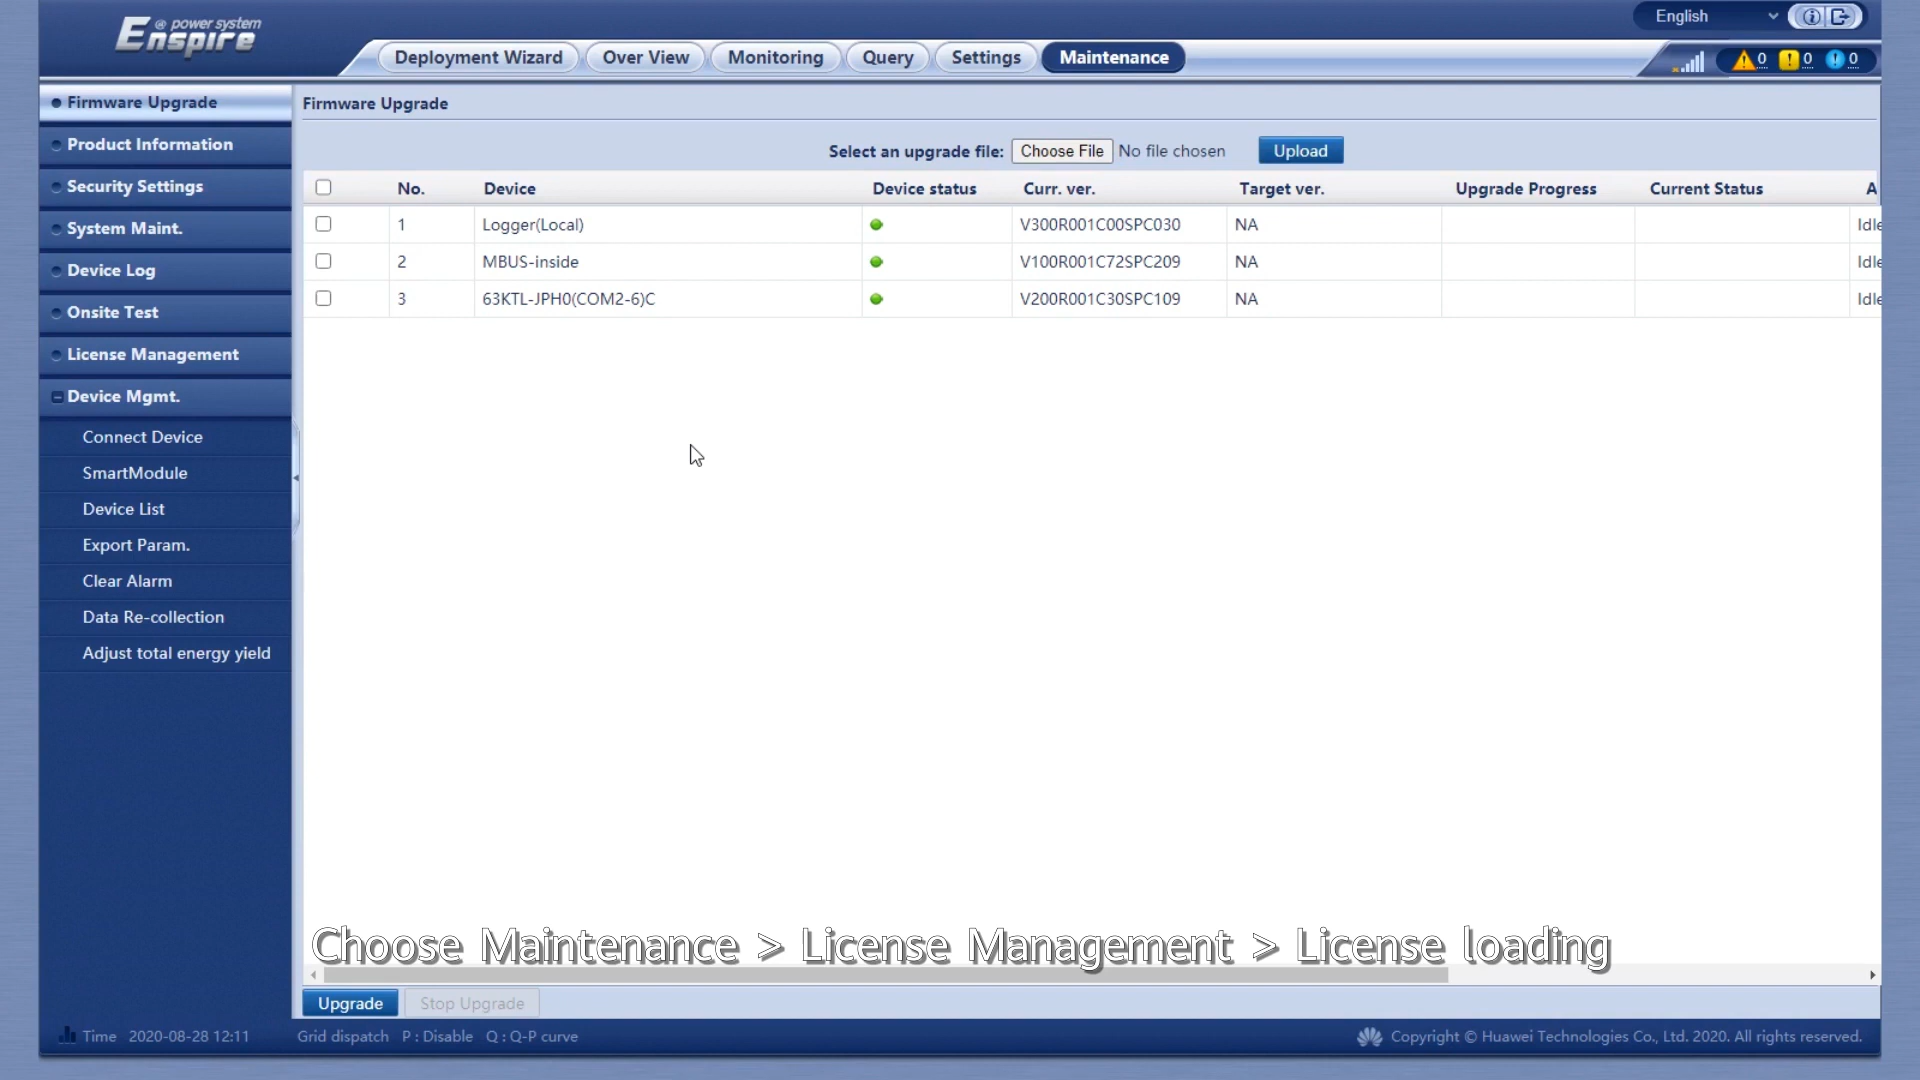 @ power system
Enspire
English
Deployment Wizard
Over View
Monitoring
Query
Settings
Maintenance
0
0
0
Firmware Upgrade
Product Information
Security Settings
System Maint.
Device Log
Onsite Test
License Management
Device Mgmt.
Connect Device
SmartModule
Device List
Export Param.
Clear Alarm
Data Re-collection
Adjust total energy yield
Firmware Upgrade
Select an upgrade file: Choose File No file chosen Upload
No. Device Device status Curr. ver. Target ver. Upgrade Progress Current Status A
1 Logger(Local) V300R001C00SPC030 NA Idle
2 MBUS-inside V100R001C72SPC209 NA Idle
3 63KTL-JPH0(COM2-6)C V200R001C30SPC109 NA Idle
Choose Maintenance > License Management > License loading
Upgrade Stop Upgrade
Time 2020-08-28 12:11 Grid dispatch P : Disable Q : Q-P curve
Copyright © Huawei Technologies Co., Ltd. 2020. All rights reserved.